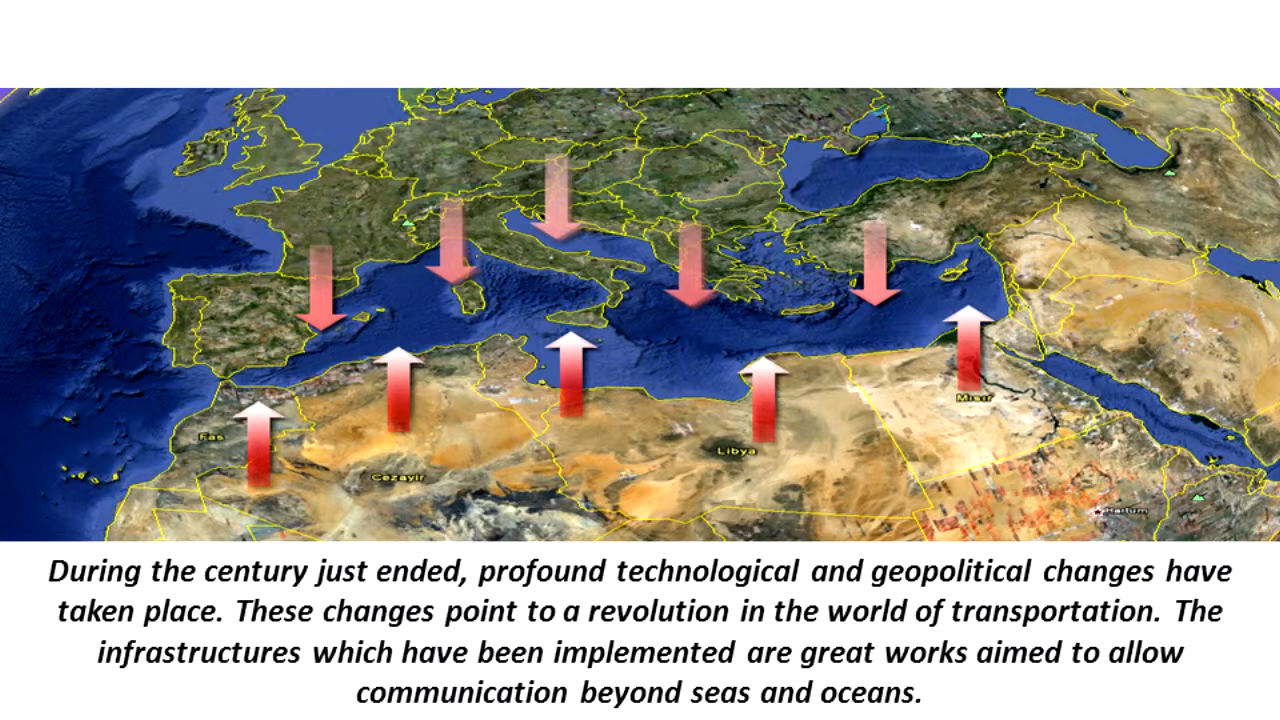 Fas
Cezayir
Libya
Mısır
Hartum
During the century just ended, profound technological and geopolitical changes have
taken place. These changes point to a revolution in the world of transportation. The
infrastructures which have been implemented are great works aimed to allow
communication beyond seas and oceans.